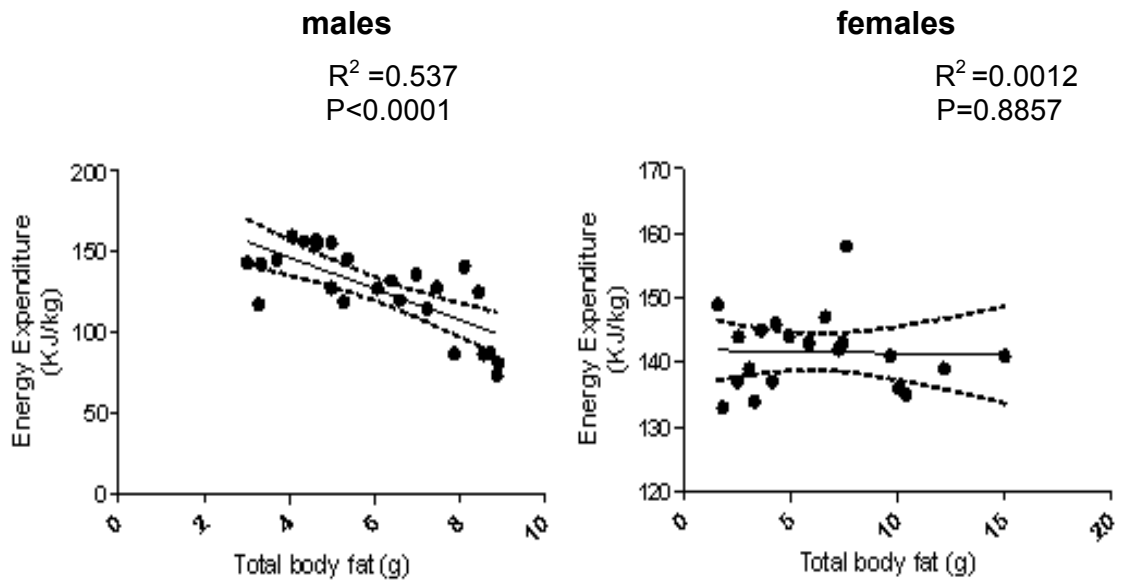 males
R² =0.537
P<0.0001
200
150
100
50
0
Energy Expenditure
(KJ/kg)
0 2 4 6 8 10
Total body fat (g)
females
R² =0.0012
P=0.8857
170
160
150
140
130
120
Energy Expenditure
(KJ/kg)
0 5 10 15 20
Total body fat (g)